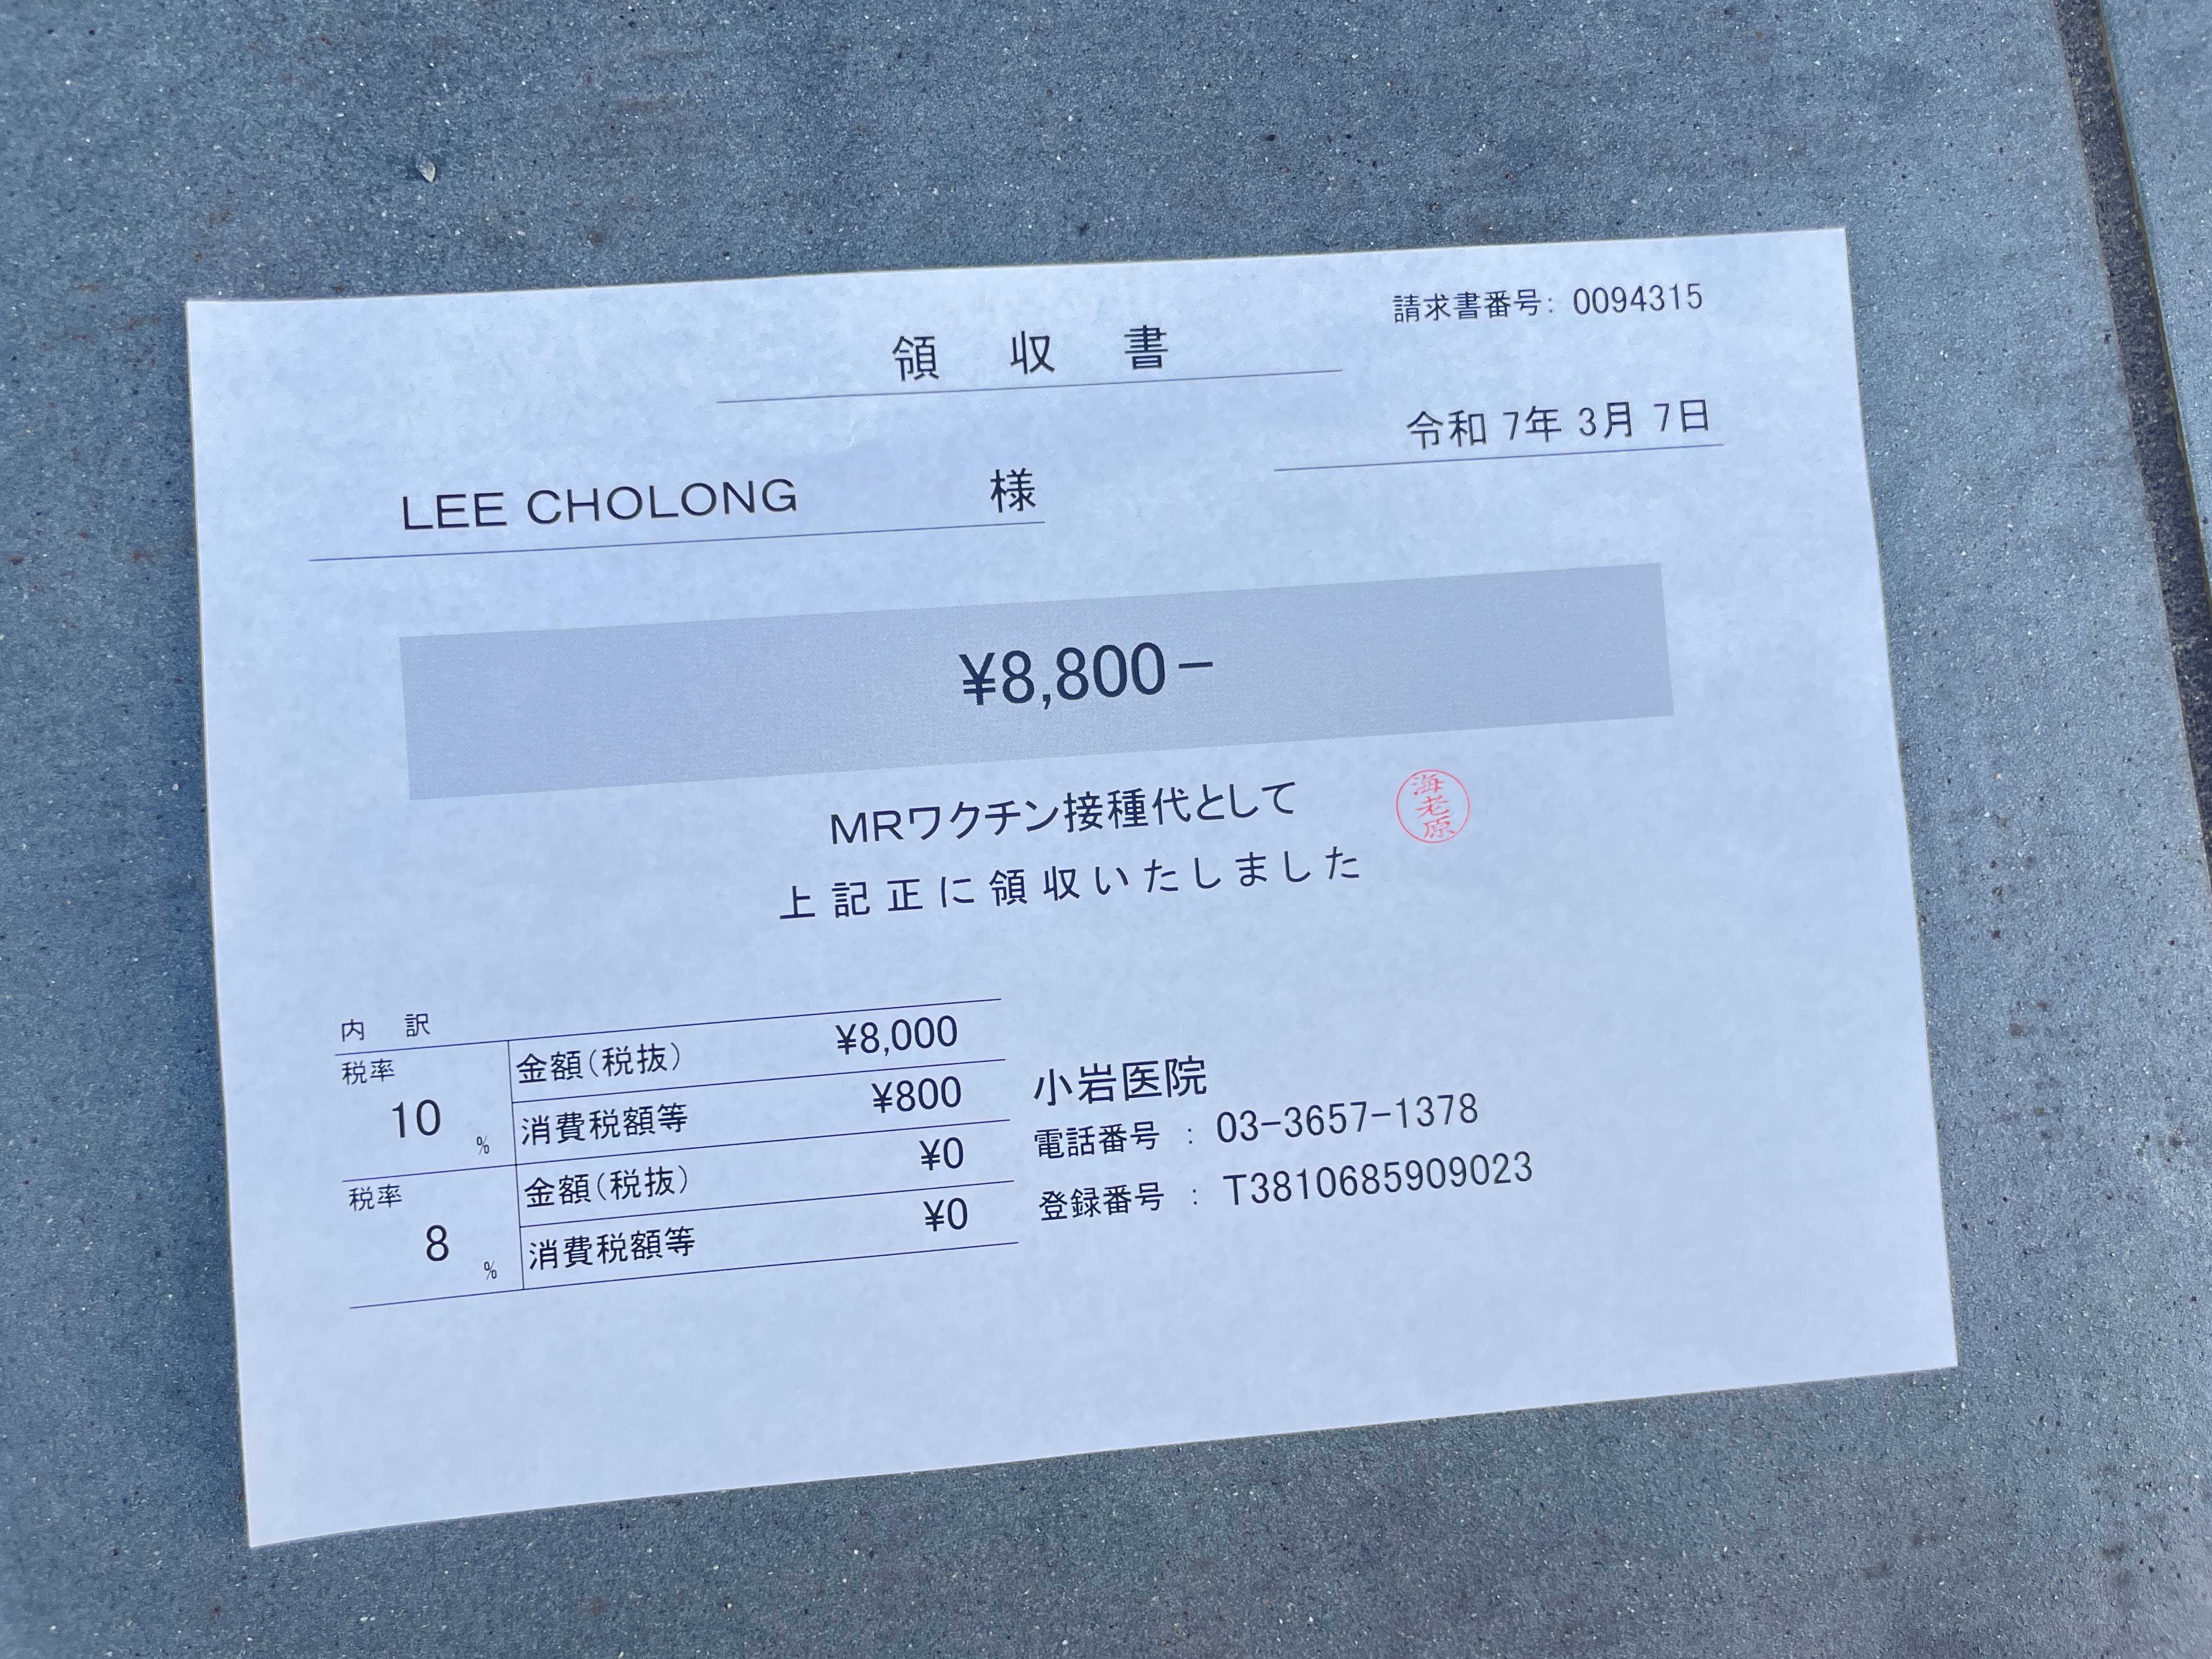 請求書番号: 0094315
領収書
令和 7年 3月 7日
LEE CHOLONG 様
¥8,800-
MRワクチン接種代として
海老原
上記正に領収いたしました
内訳
税率 10 %
金額(税抜) ¥8,000
消費税額等 ¥800
税率 8 %
金額(税抜) ¥0
消費税額等 ¥0
小岩医院
電話番号 : 03-3657-1378
登録番号 : T3810685909023